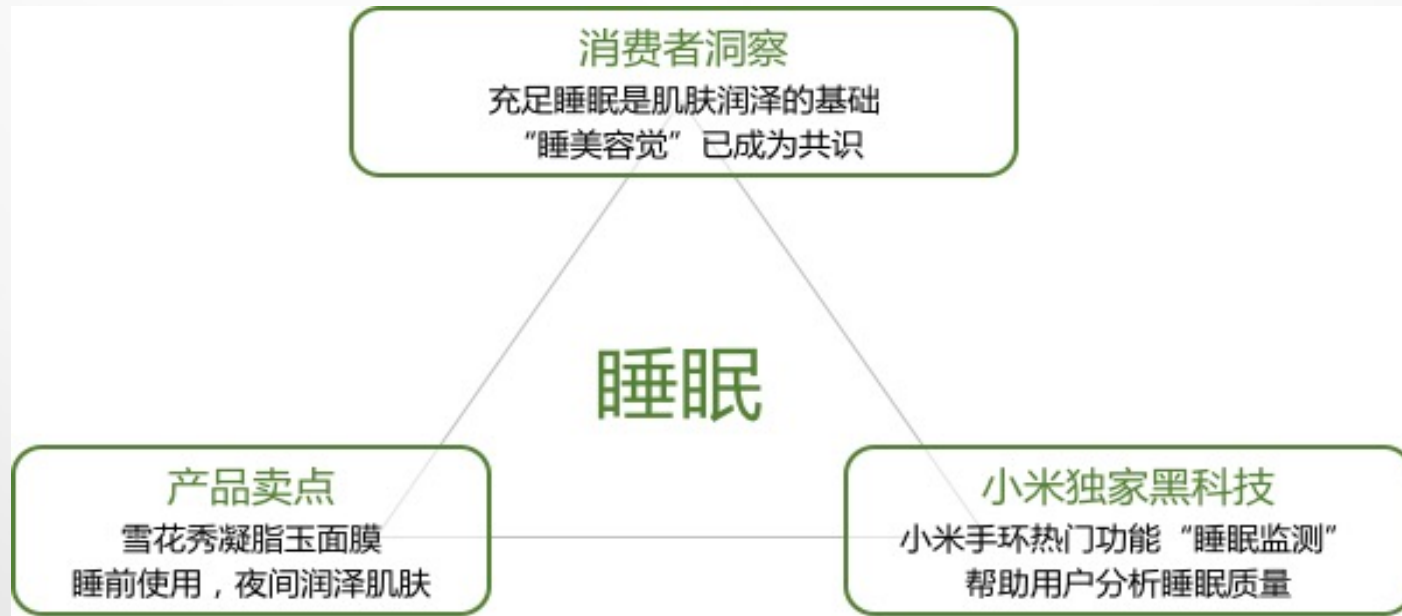 消费者洞察
充足睡眠是肌肤润泽的基础
“睡美容觉”已成为共识
睡眠
产品卖点
雪花秀凝脂玉面膜
睡前使用，夜间润泽肌肤
小米独家黑科技
小米手环热门功能“睡眠监测”
帮助用户分析睡眠质量